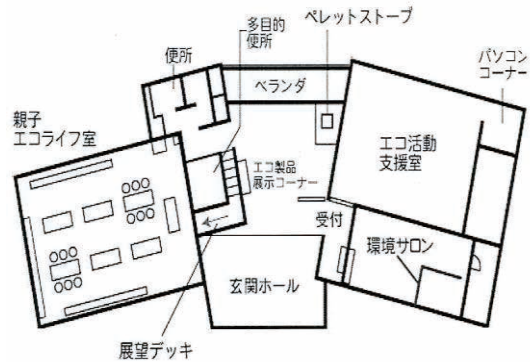 ペレットストーブ
多目的
便所
便所
パソコン
コーナー
ベランダ
親子
エコライフ室
エコ活動
支援室
エコ製品
展示コーナー
受付
環境サロン
玄関ホール
展望デッキ